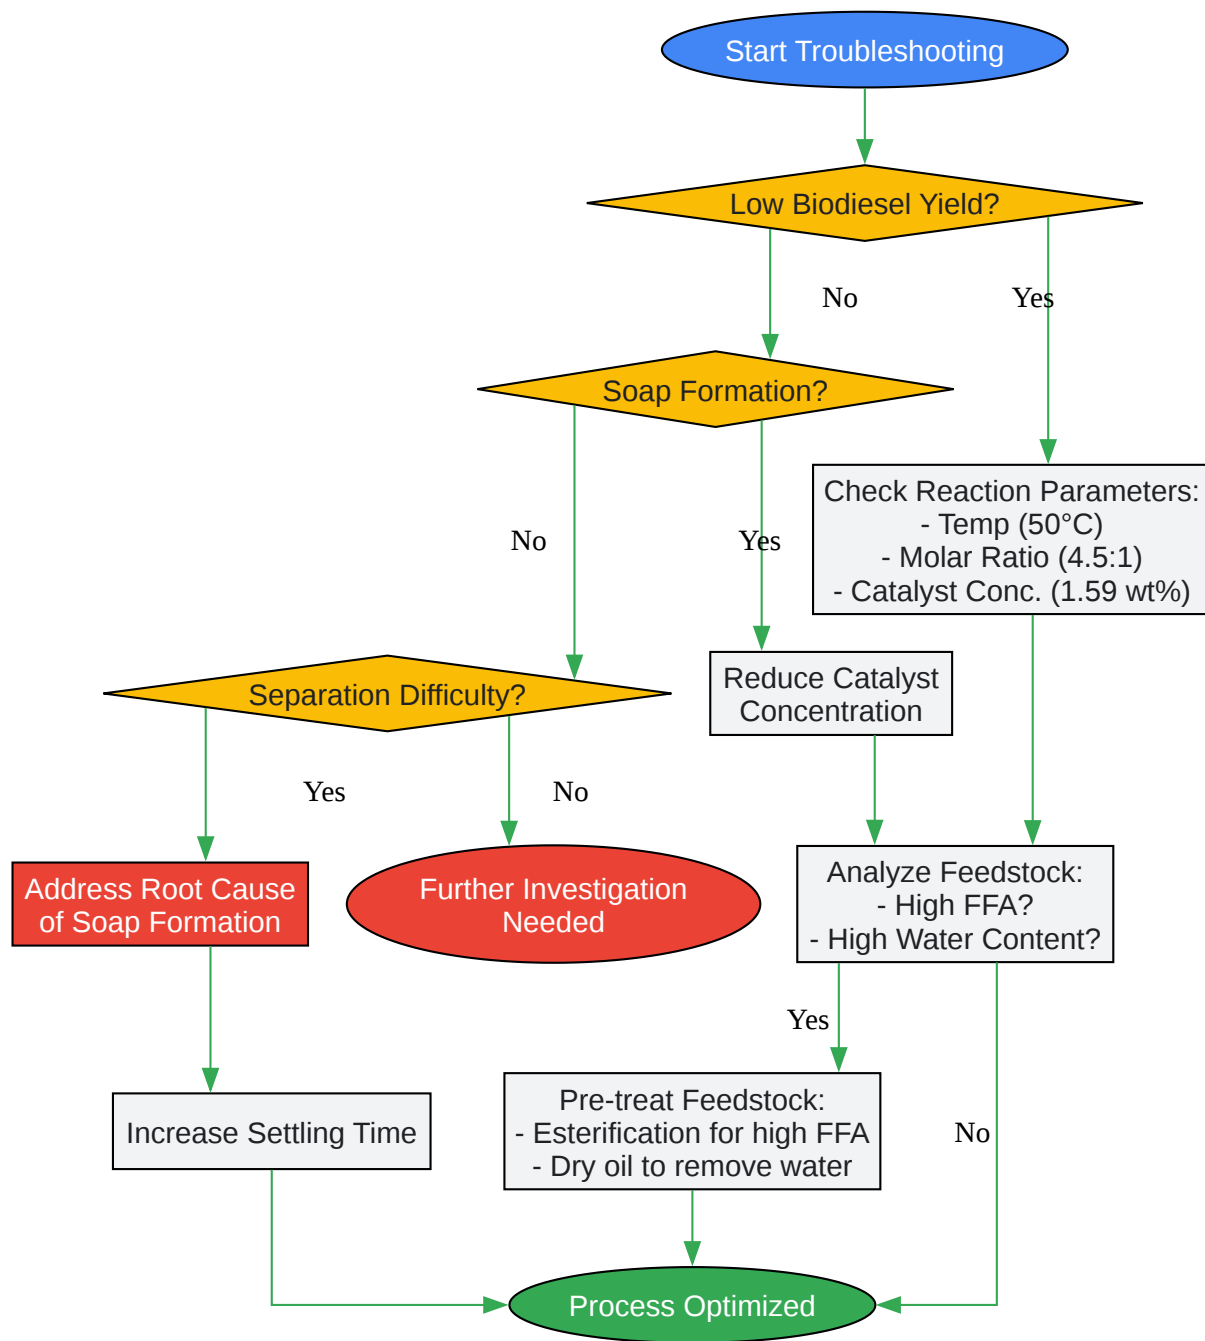 Start Troubleshooting
Low Biodiesel Yield?
No
Yes
Soap Formation?
Check Reaction Parameters:
- Temp (50°C)
- Molar Ratio (4.5:1)
- Catalyst Conc. (1.59 wt%)
No
Yes
Separation Difficulty?
Reduce Catalyst
Concentration
Yes
No
Address Root Cause
of Soap Formation
Further Investigation
Needed
Analyze Feedstock:
- High FFA?
- High Water Content?
Yes
No
Increase Settling Time
Pre-treat Feedstock:
- Esterification for high FFA
- Dry oil to remove water
Process Optimized